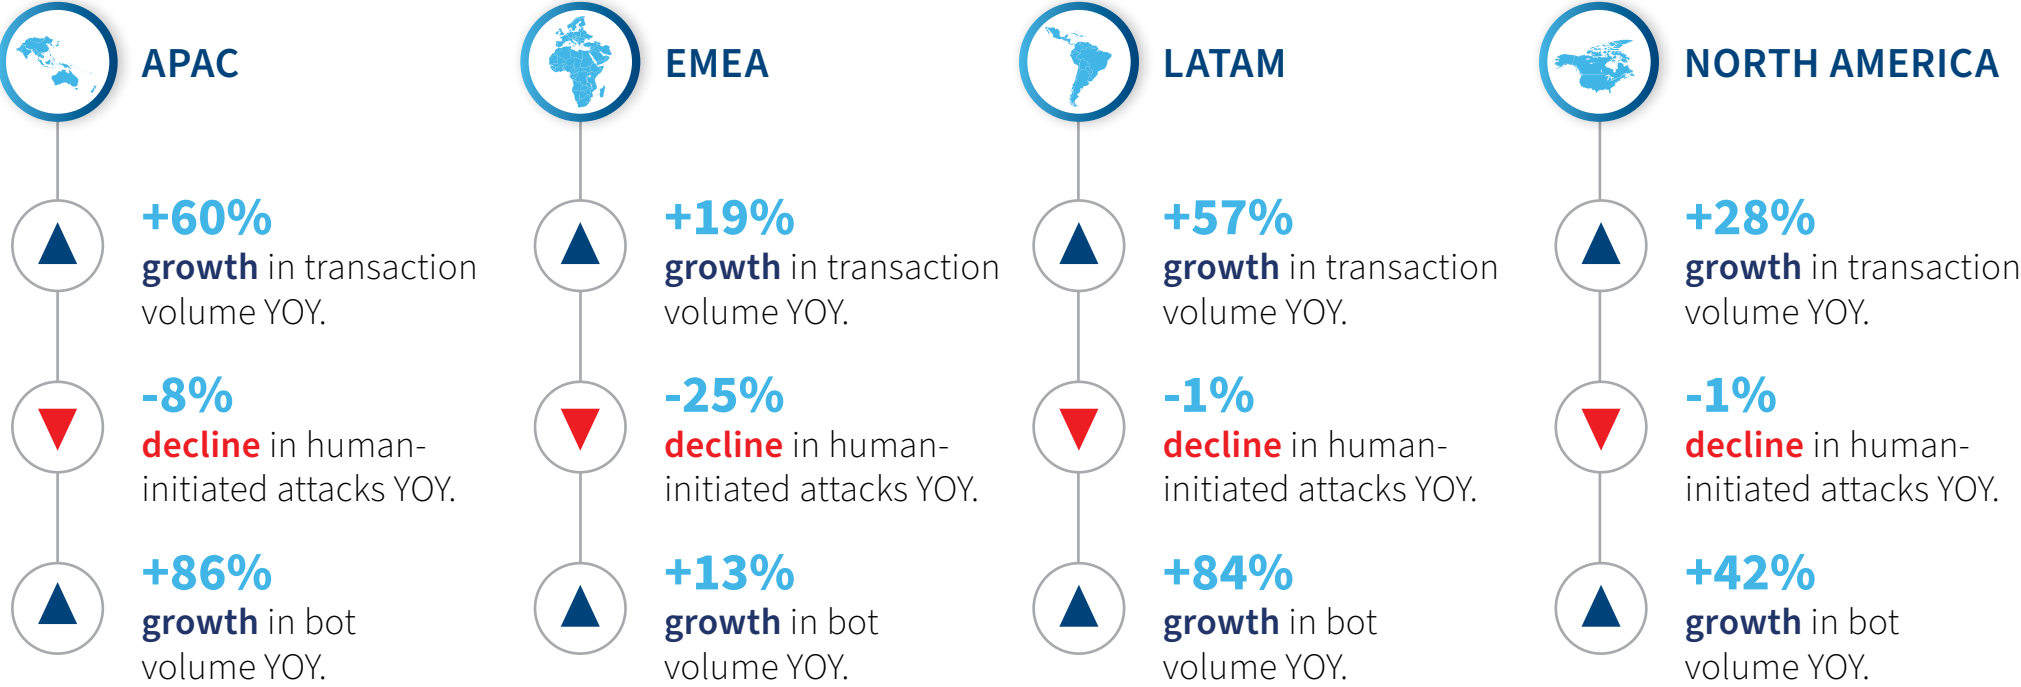 APAC
+60%
growth in transaction
volume YOY.
-8%
decline in human-
initiated attacks YOY.
+86%
growth in bot
volume YOY.
EMEA
+19%
growth in transaction
volume YOY.
-25%
decline in human-
initiated attacks YOY.
+13%
growth in bot
volume YOY.
LATAM
+57%
growth in transaction
volume YOY.
-1%
decline in human-
initiated attacks YOY.
+84%
growth in bot
volume YOY.
NORTH AMERICA
+28%
growth in transaction
volume YOY.
-1%
decline in human-
initiated attacks YOY.
+42%
growth in bot
volume YOY.